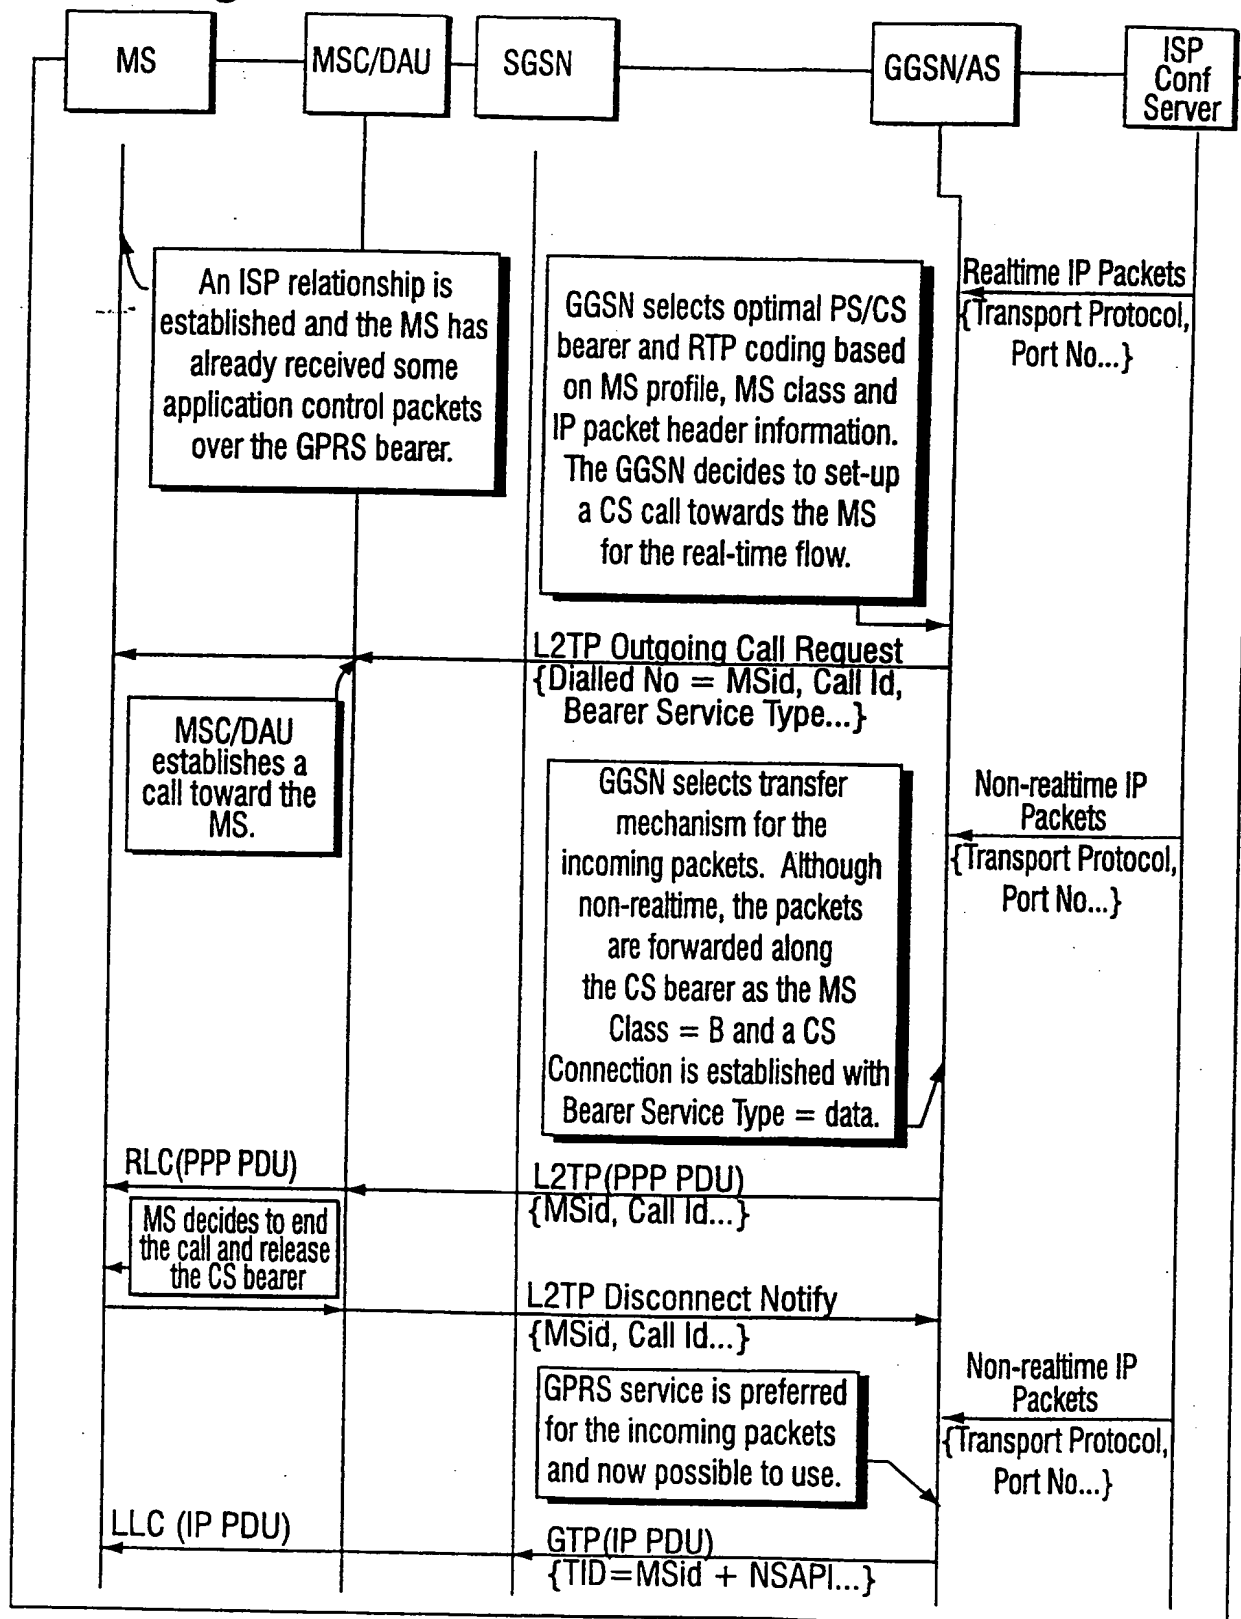 MS
MSC/DAU
SGSN
GGSN/AS
ISP
Conf
Server
An ISP relationship is
established and the MS has
already received some
application control packets
over the GPRS bearer.
GGSN selects optimal PS/CS
bearer and RTP coding based
on MS profile, MS class and
IP packet header information.
The GGSN decides to set-up
a CS call towards the MS
for the real-time flow.
Realtime IP Packets
{Transport Protocol,
Port No...}
L2TP Outgoing Call Request
{Dialled No = MSid, Call Id,
Bearer Service Type...}
MSC/DAU
establishes a
call toward the
MS.
GGSN selects transfer
mechanism for the
incoming packets. Although
non-realtime, the packets
are forwarded along
the CS bearer as the MS
Class = B and a CS
Connection is established with
Bearer Service Type = data.
Non-realtime IP
Packets
{Transport Protocol,
Port No...}
RLC(PPP PDU)
L2TP(PPP PDU)
{MSid, Call Id...}
MS decides to end
the call and release
the CS bearer
L2TP Disconnect Notify
{MSid, Call Id...}
GPRS service is preferred
for the incoming packets
and now possible to use.
Non-realtime IP
Packets
{Transport Protocol,
Port No...}
LLC (IP PDU)
GTP(IP PDU)
{TID=MSid + NSAPI...}